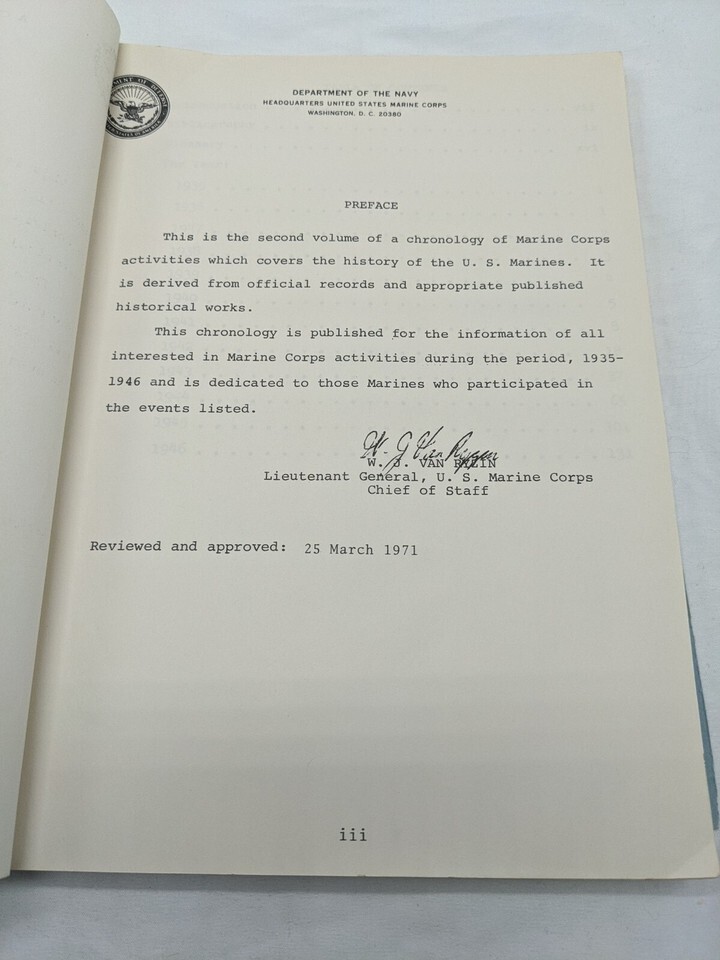 DEPARTMENT OF THE NAVY
HEADQUARTERS UNITED STATES MARINE CORPS
WASHINGTON, D. C. 20380
PREFACE
This is the second volume of a chronology of Marine Corps
activities which covers the history of the U. S. Marines. It
is derived from official records and appropriate published
historical works.
This chronology is published for the information of all
interested in Marine Corps activities during the period, 1935-
1946 and is dedicated to those Marines who participated in
the events listed.
W. J. VAN RYZIN
Lieutenant General, U. S. Marine Corps
Chief of Staff
Reviewed and approved: 25 March 1971
iii